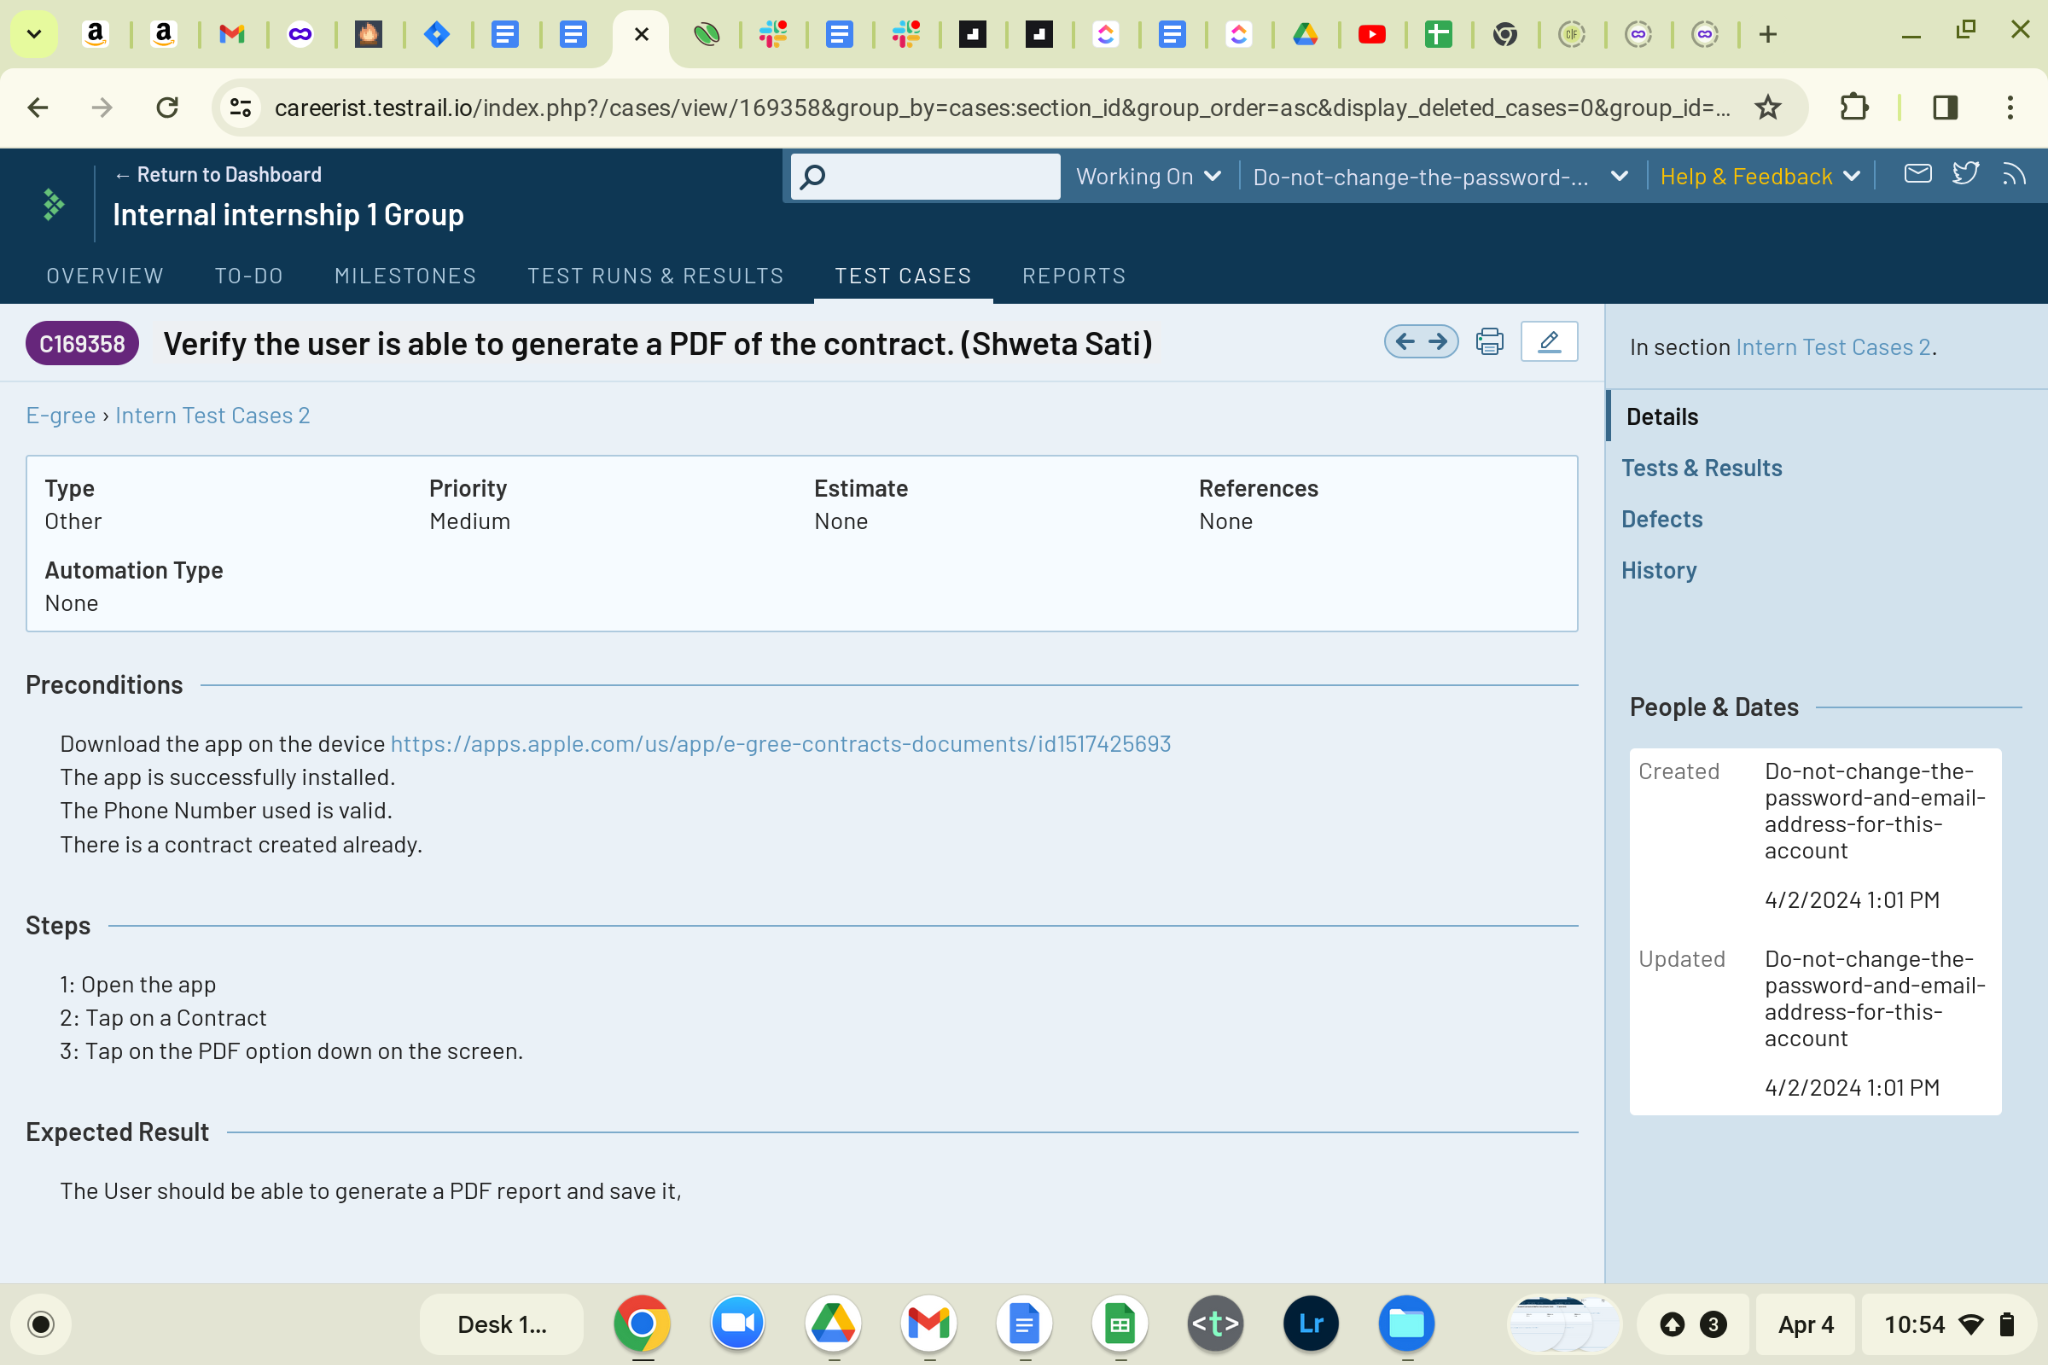 careerist.testrail.io/index.php?/cases/view/169358&group_by=cases:section_id&group_order=asc&display_deleted_cases=0&group_id=...
← Return to Dashboard
Internal internship 1 Group
Working On
Do-not-change-the-password-...
Help & Feedback
OVERVIEW
TO-DO
MILESTONES
TEST RUNS & RESULTS
TEST CASES
REPORTS
C169358
Verify the user is able to generate a PDF of the contract. (Shweta Sati)
E-gree › Intern Test Cases 2
Type
Other
Priority
Medium
Estimate
None
References
None
Automation Type
None
Preconditions
Download the app on the device https://apps.apple.com/us/app/e-gree-contracts-documents/id1517425693
The app is successfully installed.
The Phone Number used is valid.
There is a contract created already.
Steps
1: Open the app
2: Tap on a Contract
3: Tap on the PDF option down on the screen.
Expected Result
The User should be able to generate a PDF report and save it,
In section Intern Test Cases 2.
Details
Tests & Results
Defects
History
People & Dates
Created
Do-not-change-the-
password-and-email-
address-for-this-
account
4/2/2024 1:01 PM
Updated
Do-not-change-the-
password-and-email-
address-for-this-
account
4/2/2024 1:01 PM
Desk 1...
<t>
Lr
3
Apr 4
10:54